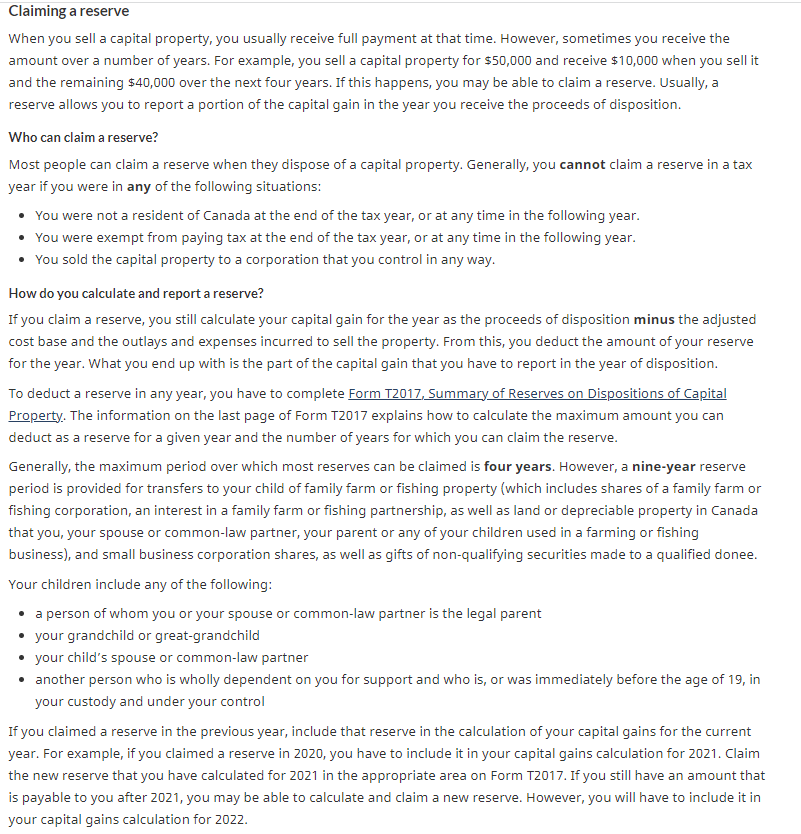 Claiming a reserve
When you sell a capital property, you usually receive full payment at that time. However, sometimes you receive the
amount over a number of years. For example, you sell a capital property for $50,000 and receive $10,000 when you sell it
and the remaining $40,000 over the next four years. If this happens, you may be able to claim a reserve. Usually, a
reserve allows you to report a portion of the capital gain in the year you receive the proceeds of disposition.
Who can claim a reserve?
Most people can claim a reserve when they dispose of a capital property. Generally, you cannot claim a reserve in a tax
year if you were in any of the following situations:
• You were not a resident of Canada at the end of the tax year, or at any time in the following year.
• You were exempt from paying tax at the end of the tax year, or at any time in the following year.
• You sold the capital property to a corporation that you control in any way.
How do you calculate and report a reserve?
If you claim a reserve, you still calculate your capital gain for the year as the proceeds of disposition minus the adjusted
cost base and the outlays and expenses incurred to sell the property. From this, you deduct the amount of your reserve
for the year. What you end up with is the part of the capital gain that you have to report in the year of disposition.
To deduct a reserve in any year, you have to complete Form T2017, Summary of Reserves on Dispositions of Capital
Property. The information on the last page of Form T2017 explains how to calculate the maximum amount you can
deduct as a reserve for a given year and the number of years for which you can claim the reserve.
Generally, the maximum period over which most reserves can be claimed is four years. However, a nine-year reserve
period is provided for transfers to your child of family farm or fishing property (which includes shares of a family farm or
fishing corporation, an interest in a family farm or fishing partnership, as well as land or depreciable property in Canada
that you, your spouse or common-law partner, your parent or any of your children used in a farming or fishing
business), and small business corporation shares, as well as gifts of non-qualifying securities made to a qualified donee.
Your children include any of the following:
• a person of whom you or your spouse or common-law partner is the legal parent
• your grandchild or great-grandchild
• your child's spouse or common-law partner
• another person who is wholly dependent on you for support and who is, or was immediately before the age of 19, in
your custody and under your control
If you claimed a reserve in the previous year, include that reserve in the calculation of your capital gains for the current
year. For example, if you claimed a reserve in 2020, you have to include it in your capital gains calculation for 2021. Claim
the new reserve that you have calculated for 2021 in the appropriate area on Form T2017. If you still have an amount that
is payable to you after 2021, you may be able to calculate and claim a new reserve. However, you will have to include it in
your capital gains calculation for 2022.